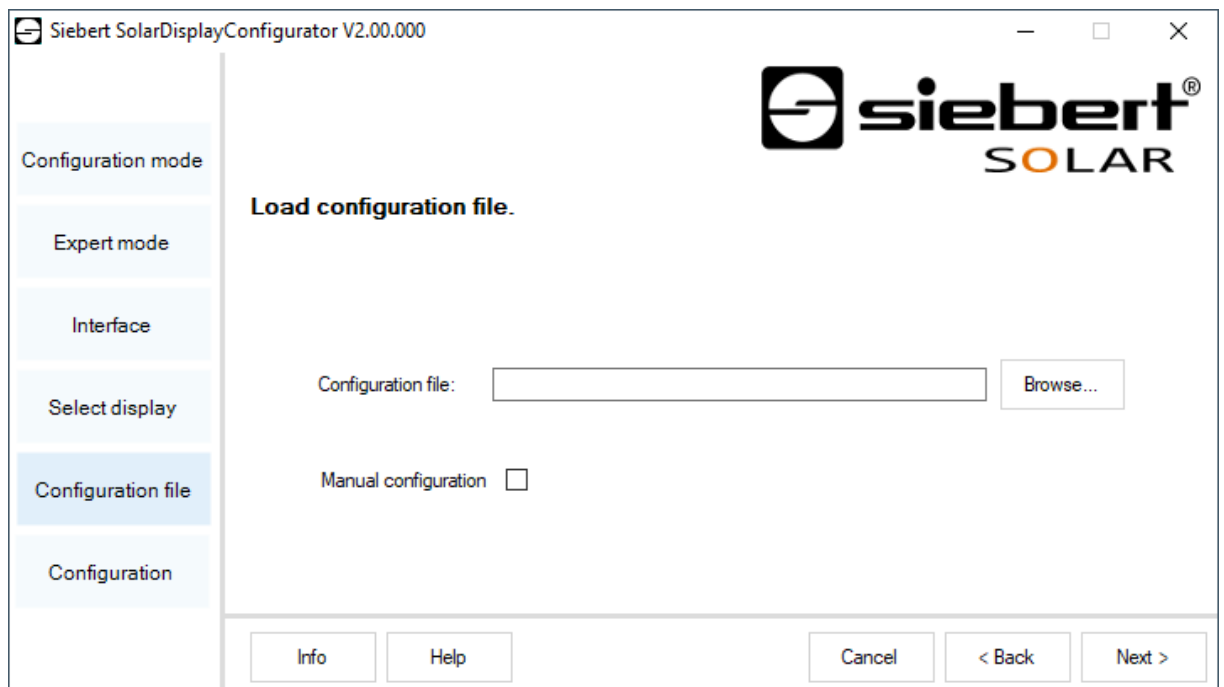 Siebert SolarDisplayConfigurator V2.00.000
siebert®
SOLAR
Configuration mode
Expert mode
Interface
Select display
Configuration file
Configuration
Load configuration file.
Configuration file:
Browse...
Manual configuration
Info
Help
Cancel
< Back
Next >